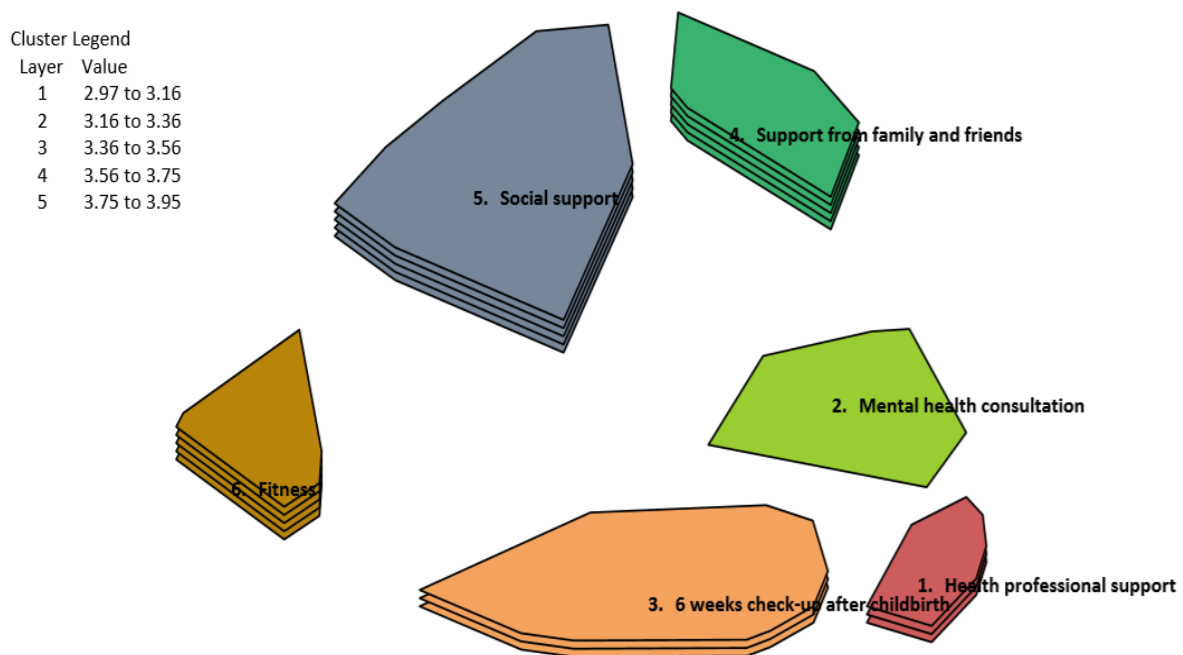 Cluster Legend
Layer Value
1 2.97 to 3.16
2 3.16 to 3.36
3 3.36 to 3.56
4 3.56 to 3.75
5 3.75 to 3.95
4. Support from family and friends
5. Social support
2. Mental health consultation
6. Fitness
1. Health professional support
3. 6 weeks check-up after childbirth